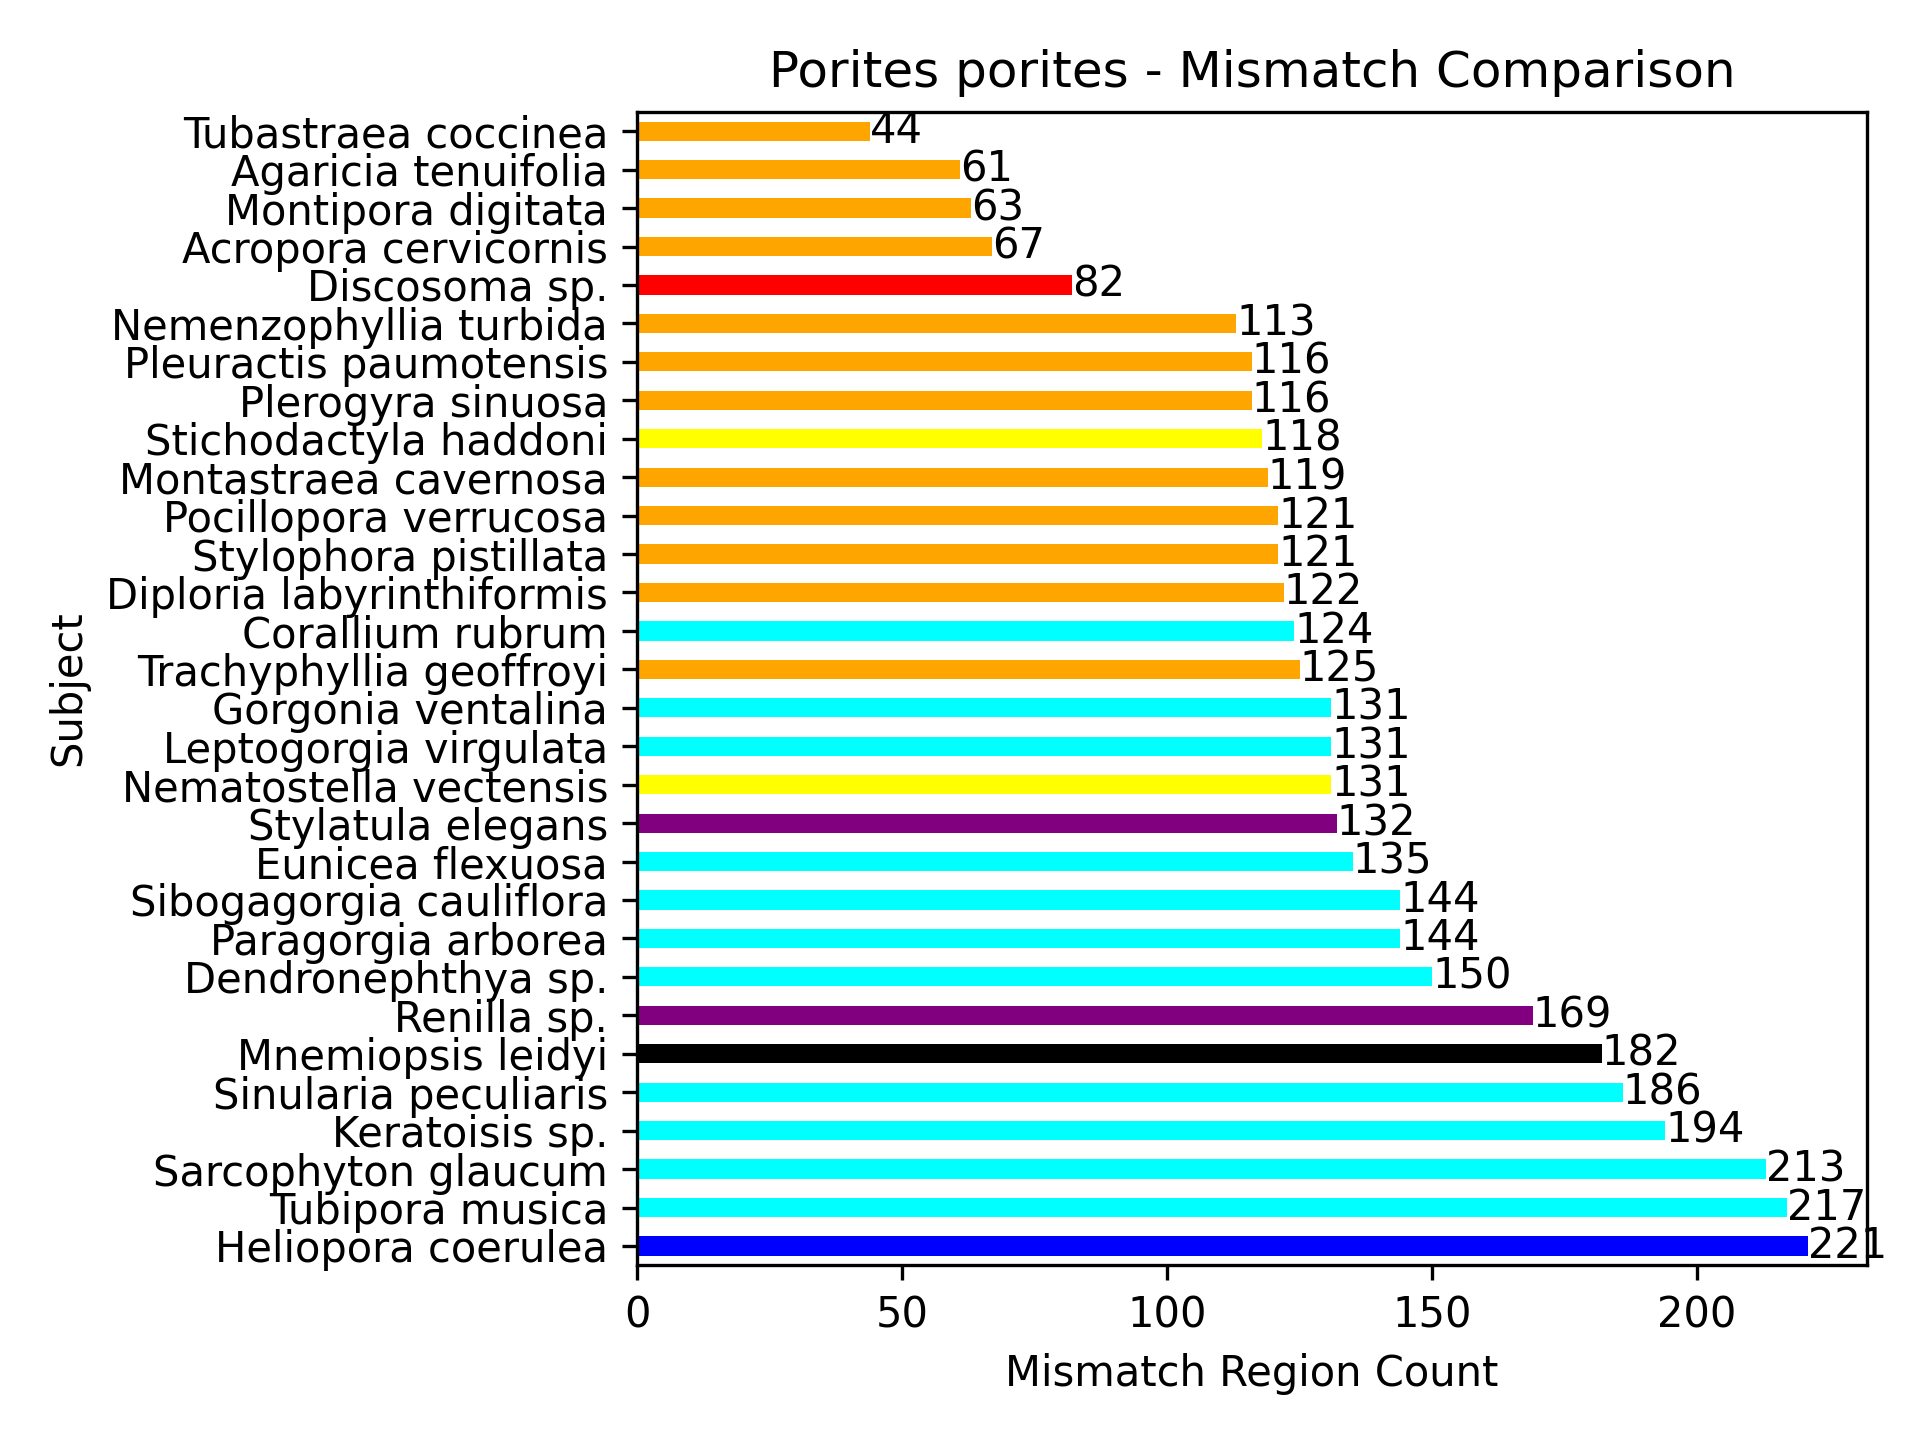 Porites porites - Mismatch Comparison
Tubastraea coccinea 44
Agaricia tenuifolia 61
Montipora digitata 63
Acropora cervicornis 67
Discosoma sp. 82
Nemenzophyllia turbida 113
Pleuractis paumotensis 116
Plerogyra sinuosa 116
Stichodactyla haddoni 118
Montastraea cavernosa 119
Pocillopora verrucosa 121
Stylophora pistillata 121
Diploria labyrinthiformis 122
Corallium rubrum 124
Trachyphyllia geoffroyi 125
Gorgonia ventalina 131
Leptogorgia virgulata 131
Nematostella vectensis 131
Stylatula elegans 132
Eunicea flexuosa 135
Sibogagorgia cauliflora 144
Paragorgia arborea 144
Dendronephthya sp. 150
Renilla sp. 169
Mnemiopsis leidyi 182
Sinularia peculiaris 186
Keratoisis sp. 194
Sarcophyton glaucum 213
Tubipora musica 217
Heliopora coerulea 221
Subject
0 50 100 150 200
Mismatch Region Count